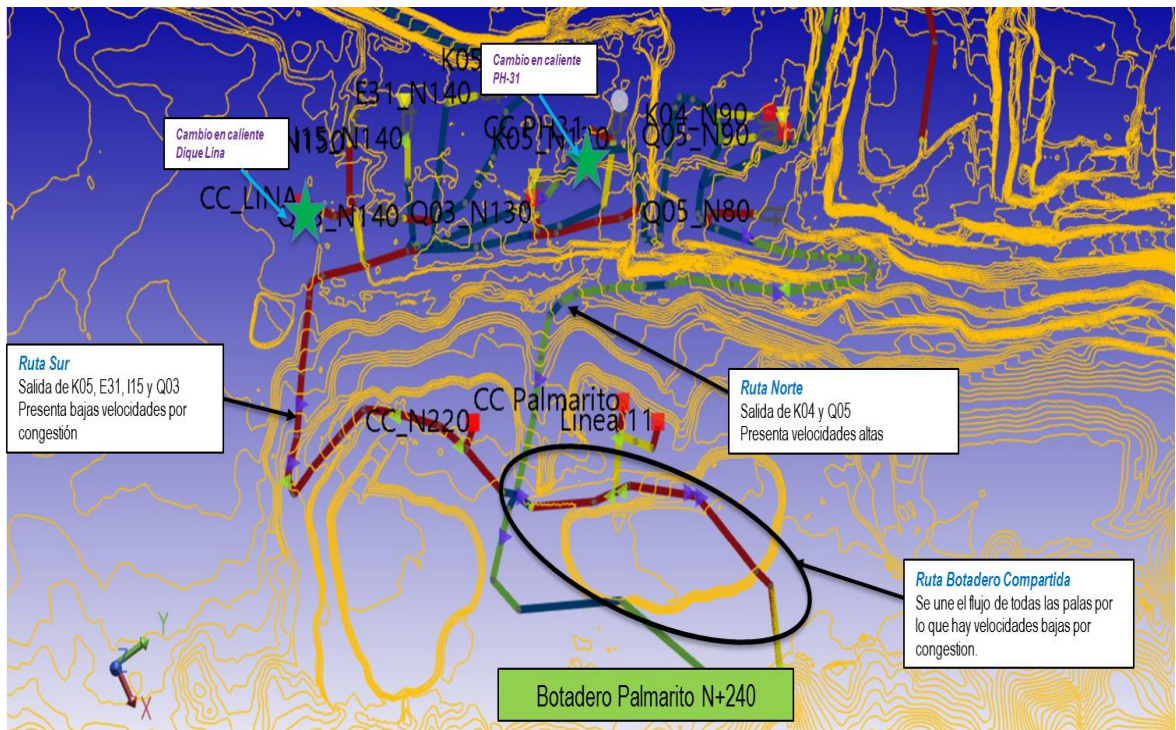 Cambio en caliente
PH-31
K05
E31_N140
K04_N90
Cambio en caliente
Dique Lina
CC_PH31
N140
Q05_N90
CC_LINA
N140
Q03_N130
Q05_N80
Ruta Sur
Salida de K05, E31, I15 y Q03
Presenta bajas velocidades por
congestión
Ruta Norte
Salida de K04 y Q05
Presenta velocidades altas
CC Palmarito
CC_N220
Linea 11
Ruta Botadero Compartida
Se une el flujo de todas las palas por
lo que hay velocidades bajas por
congestion.
Botadero Palmarito N+240
Z
Y
X